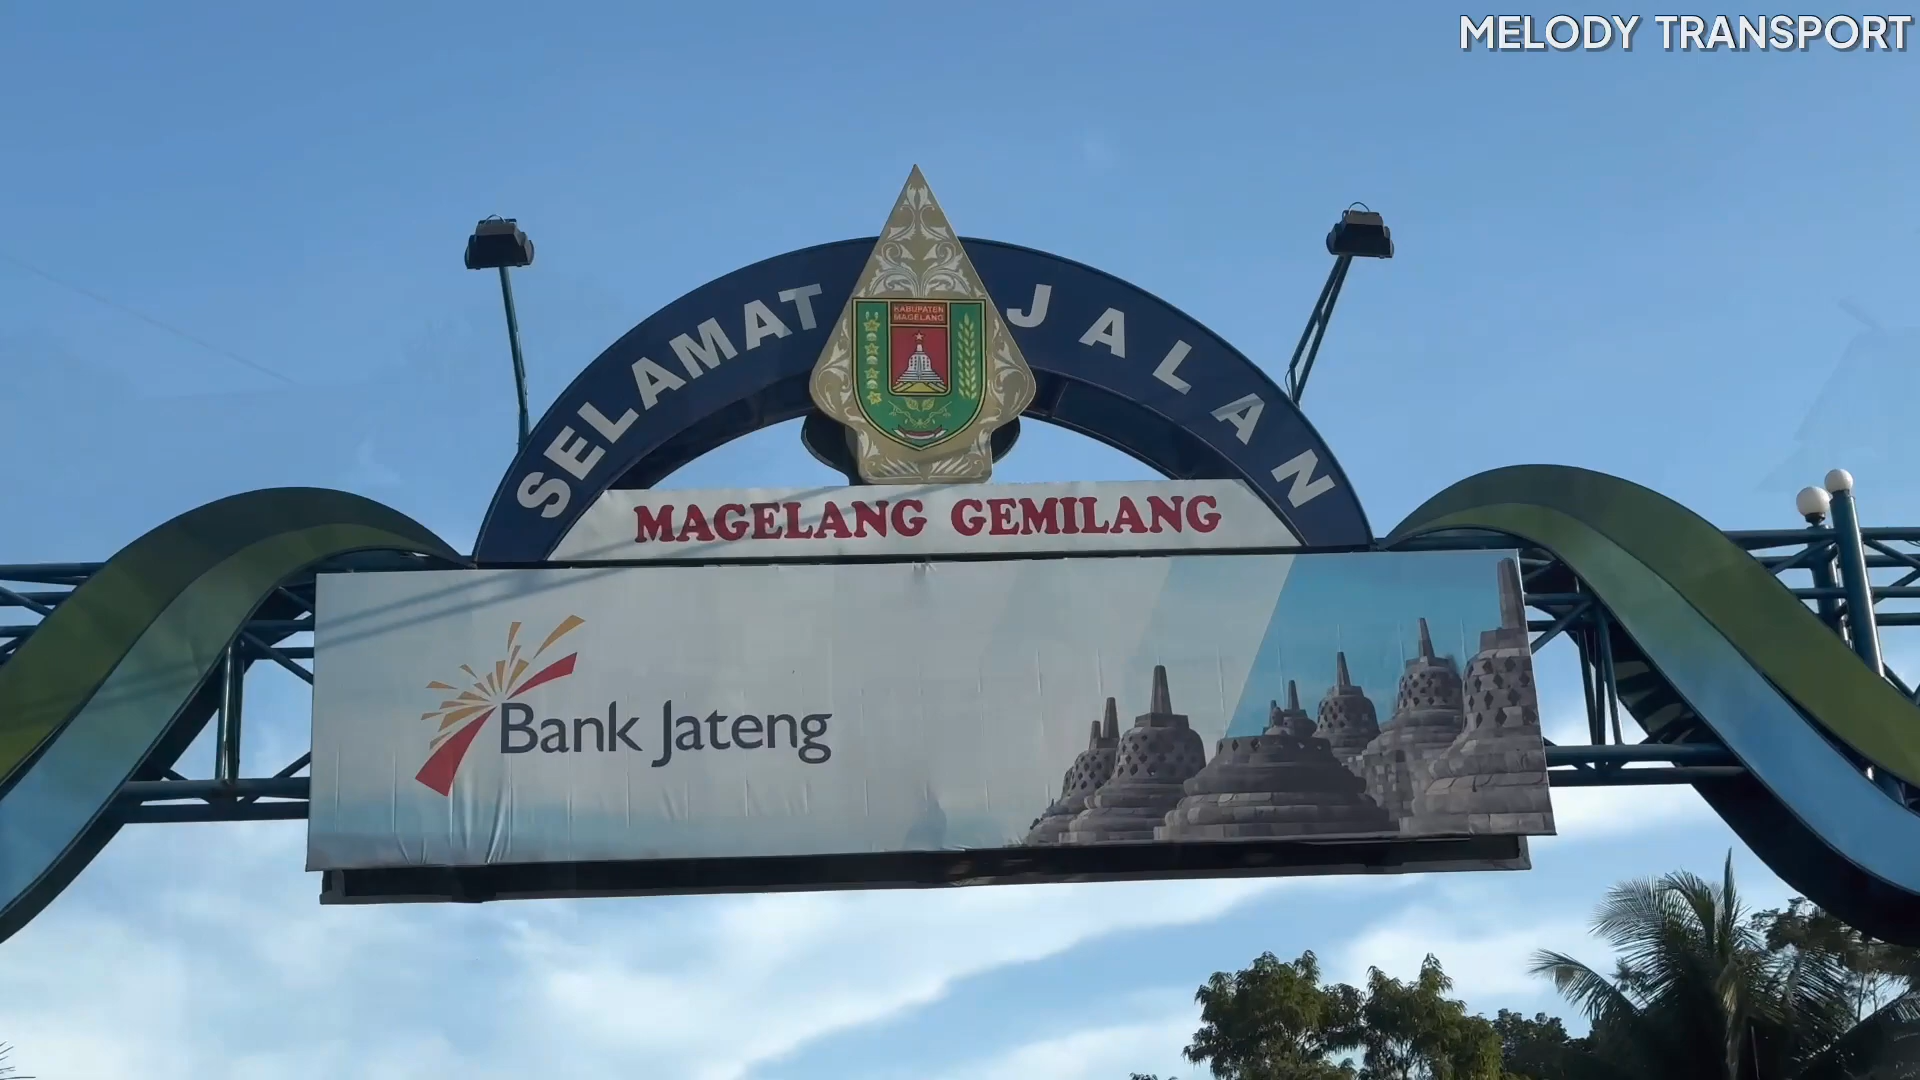 MELODY TRANSPORT
SELAMAT JALAN
KABUPATEN
MAGELANG
MAGELANG GEMILANG
Bank Jateng